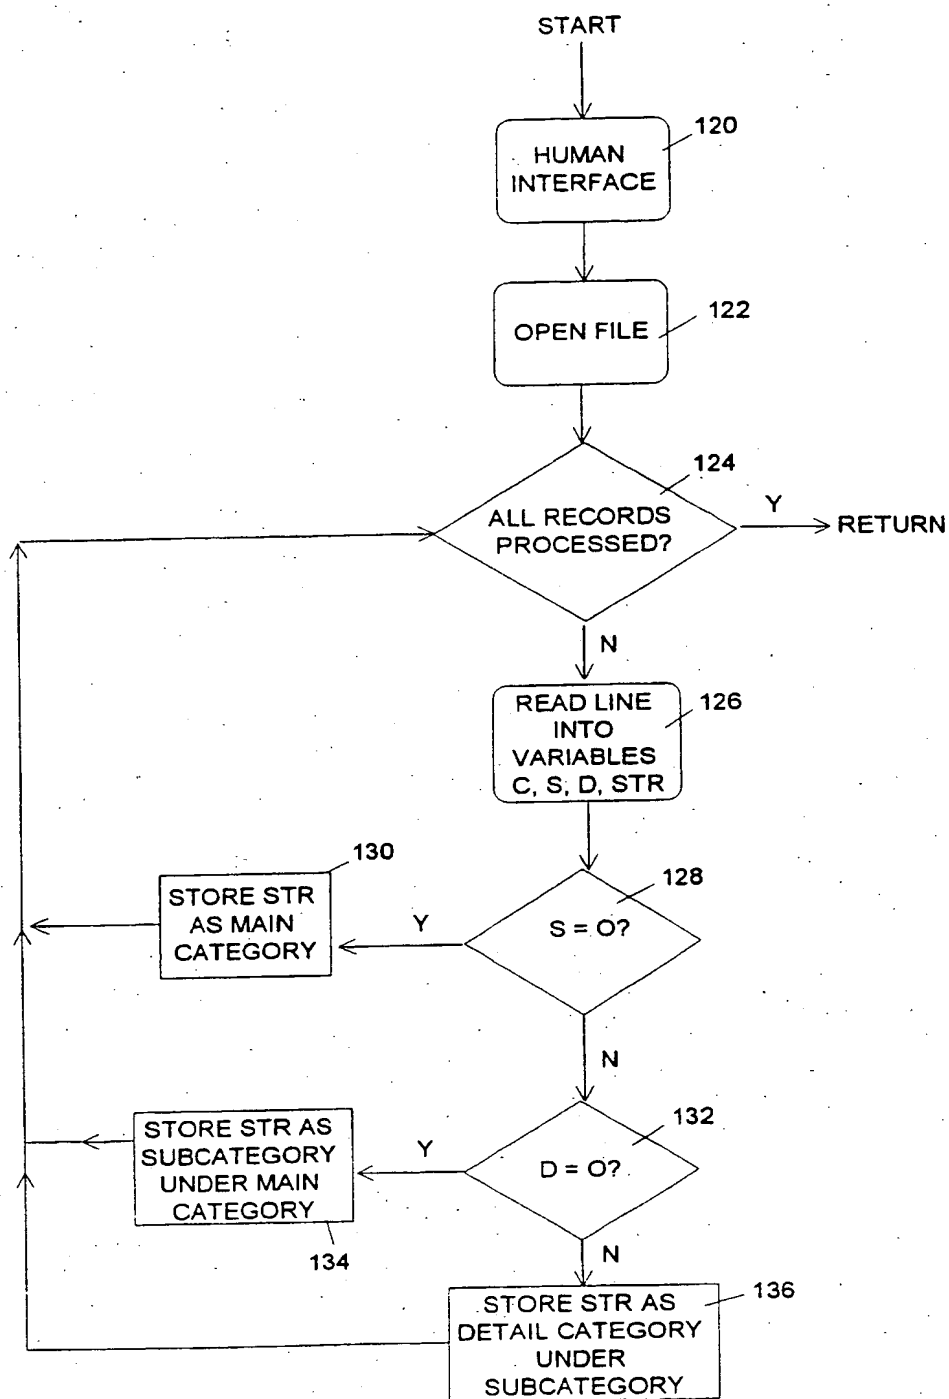 START
HUMAN
INTERFACE
120
OPEN FILE
122
ALL RECORDS
PROCESSED?
124
Y
RETURN
N
READ LINE
INTO
VARIABLES
C, S, D, STR
126
S = O?
128
Y
STORE STR
AS MAIN
CATEGORY
130
N
D = O?
132
Y
STORE STR AS
SUBCATEGORY
UNDER MAIN
CATEGORY
134
N
STORE STR AS
DETAIL CATEGORY
UNDER
SUBCATEGORY
136